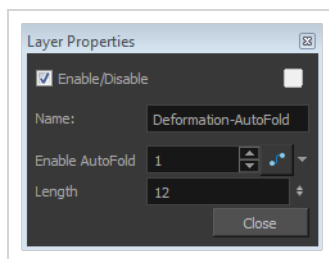 Layer Properties
Enable/Disable
Name: Deformation-AutoFold
Enable AutoFold 1
Length 12
Close